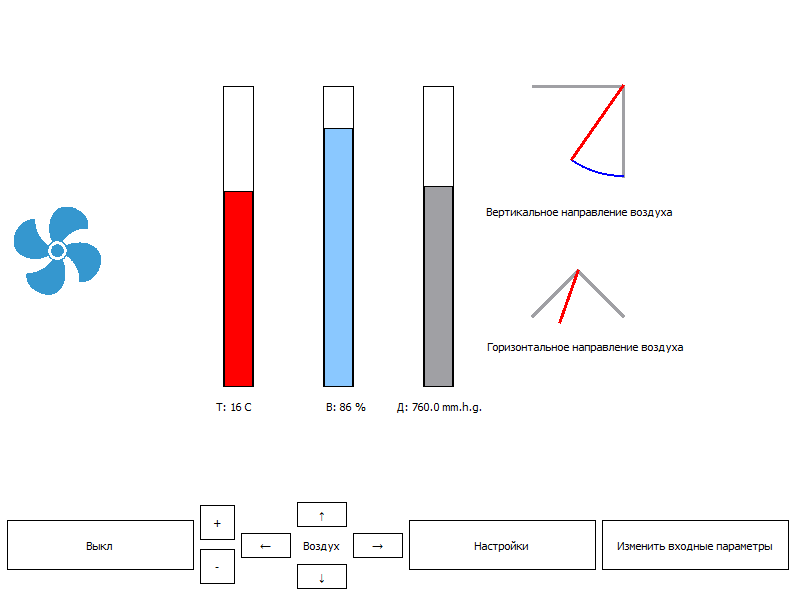 Вертикальное направление воздуха
Горизонтальное направление воздуха
Т: 16 С
В: 86 %
Д: 760.0 mm.h.g.
Выкл
+
-
←
↑
Воздух
↓
→
Настройки
Изменить входные параметры